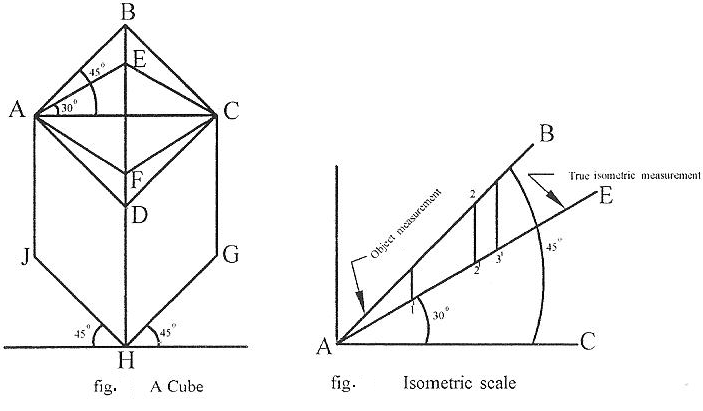 B
E
45°
A
30°
C
F
D
J
G
45°
45°
H
fig. A Cube
B
True isometric measurement
E
2
Object measurement
45°
2'
3'
1'
30°
A
C
fig. Isometric scale